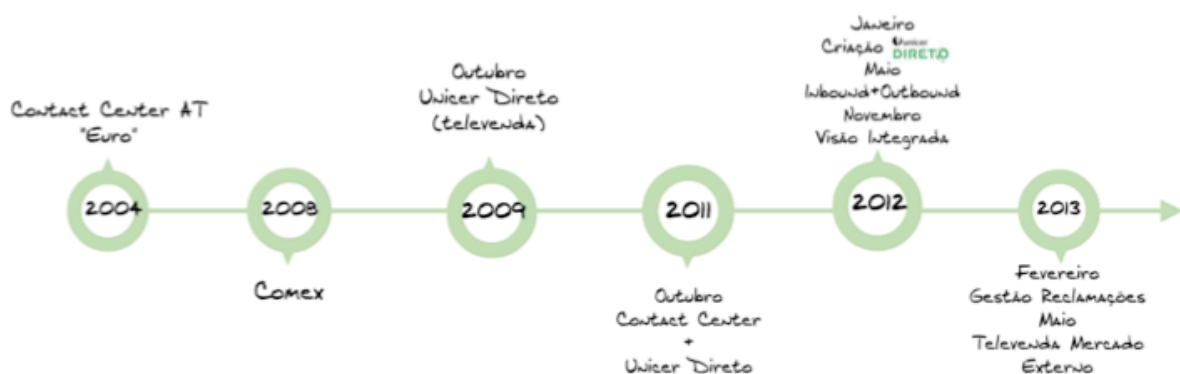 Contact Center AT
"Euro"
2004
2008
Comex
Outubro
Unicer Direto
(televenda)
2009
2011
Outubro
Contact Center
+
Unicer Direto
Janeiro
Criação unicer
DIRETO
Maio
Inbound+Outbound
Novembro
Visão Integrada
2012
2013
Fevereiro
Gestão Reclamações
Maio
Televenda Mercado
Externo